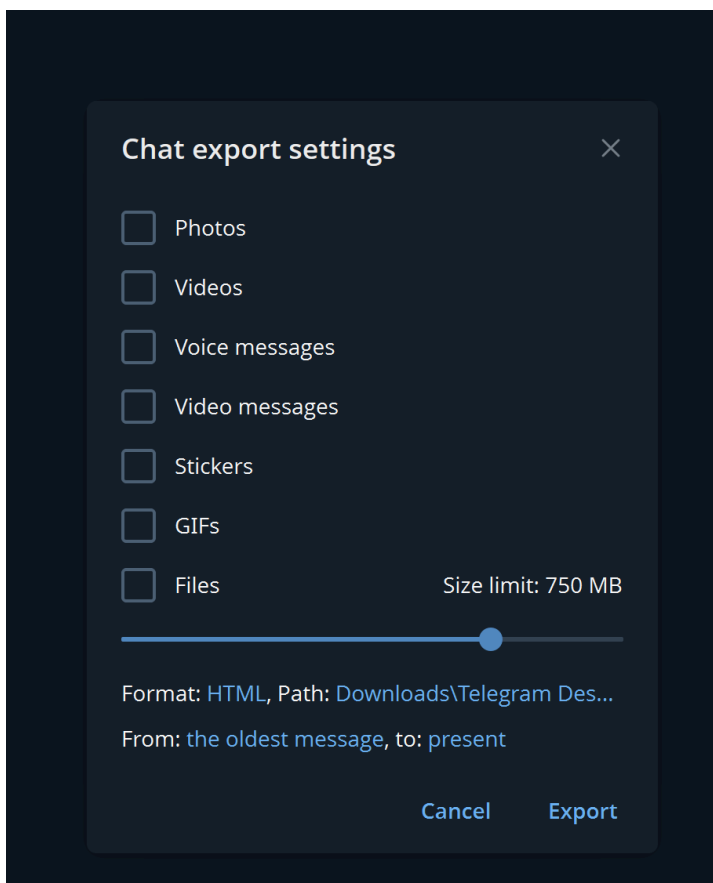 Chat export settings
Photos
Videos
Voice messages
Video messages
Stickers
GIFs
Files Size limit: 750 MB
Format: HTML, Path: Downloads\Telegram Des...
From: the oldest message, to: present
Cancel Export